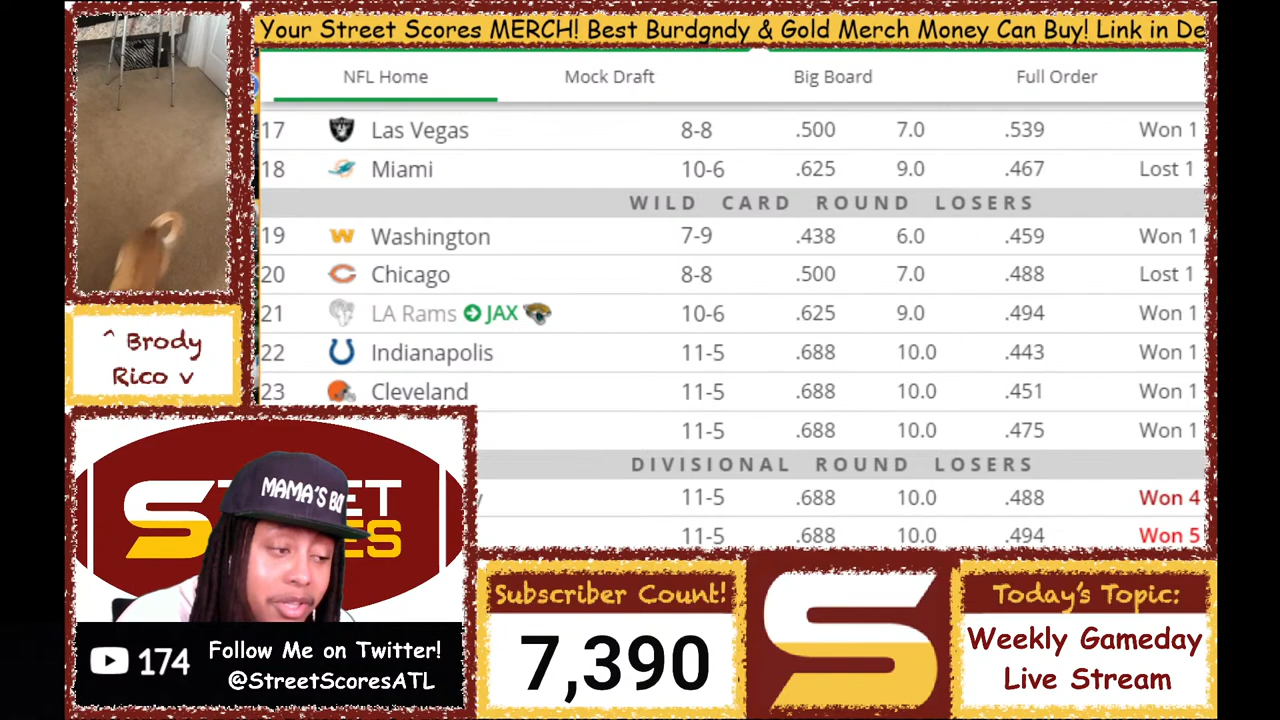 Your Street Scores MERCH! Best Burdgndy & Gold Merch Money Can Buy! Link in De
NFL Home Mock Draft Big Board Full Order
17 Las Vegas 8-8 .500 7.0 .539 Won 1
18 Miami 10-6 .625 9.0 .467 Lost 1
WILD CARD ROUND LOSERS
19 Washington 7-9 .438 6.0 .459 Won 1
20 Chicago 8-8 .500 7.0 .488 Lost 1
21 LA Rams JAX 10-6 .625 9.0 .494 Won 1
22 Indianapolis 11-5 .688 10.0 .443 Won 1
23 Cleveland 11-5 .688 10.0 .451 Won 1
11-5 .688 10.0 .475 Won 1
DIVISIONAL ROUND LOSERS
11-5 .688 10.0 .488 Won 4
11-5 .688 10.0 .494 Won 5
^ Brody
Rico v
MAMA'S BO
174
Follow Me on Twitter!
@StreetScoresATL
Subscriber Count!
7,390
Today's Topic:
Weekly Gameday
Live Stream